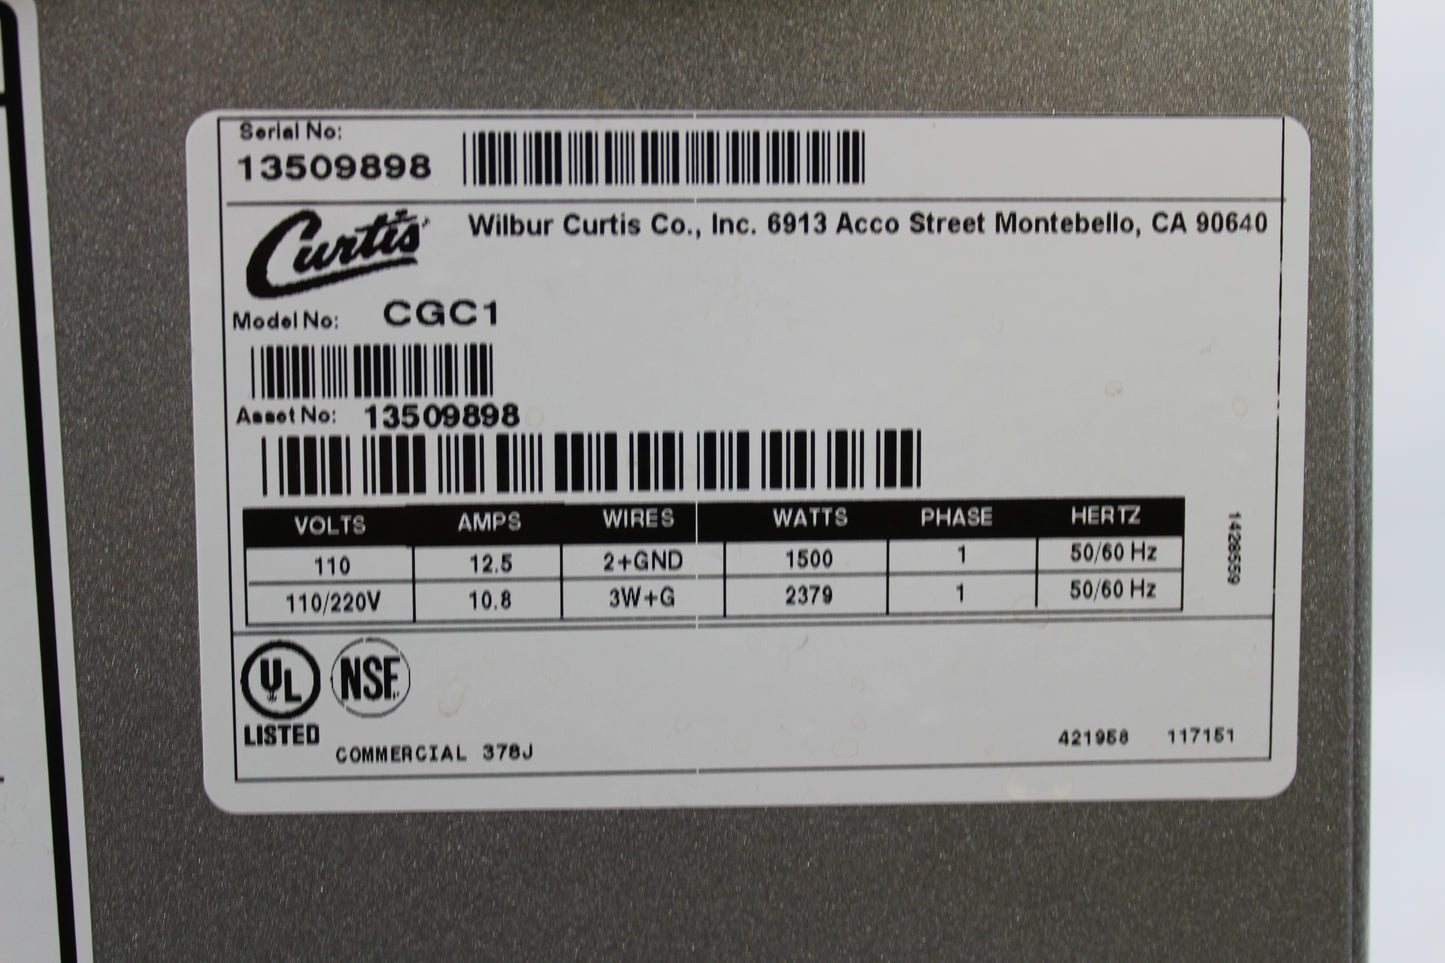 Serial No:
13509898
Curtis
Wilbur Curtis Co., Inc. 6913 Acco Street Montebello, CA 90640
Model No: CGC1
Asset No: 13509898
VOLTS AMPS WIRES WATTS PHASE HERTZ
110 12.5 2+GND 1500 1 50/60 Hz
110/220V 10.8 3W+G 2379 1 50/60 Hz
14286559
UL NSF
LISTED
COMMERCIAL 378J
421958 117151